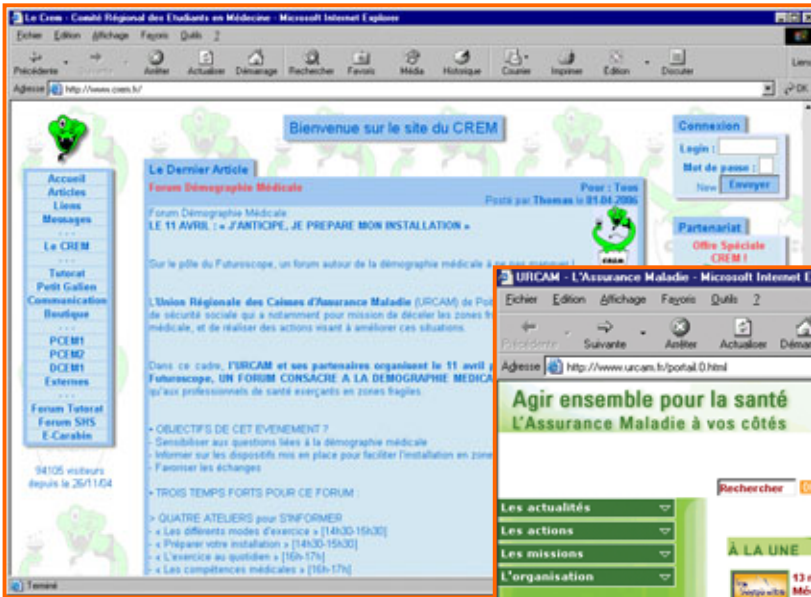 Le Crem - Comité Régional des Etudiants en Médecine - Microsoft Internet Explorer
Fichier Edition Affichage Favoris Outils ?
Précédente Suivante Arrêter Actualiser Démarrage Rechercher Favoris Média Historique Courrier Imprimer Edition Discuter Liens
Adresse http://www.crem.fr/ OK
Bienvenue sur le site du CREM
Accueil
Articles
Liens
Messages
- - -
Le CREM
- - -
Tutorat
Petit Galien
Communication
Boutique
- - -
PCEM1
PCEM2
DCEM1
Externes
- - -
Forum Tutorat
Forum SHS
E-Carabin
94105 visiteurs
depuis le 26/11/04
Le Dernier Article
Forum Démographie Médicale Pour : Tous
Posté par Thomas le 01-04-2006
Forum Démographie Médicale
LE 11 AVRIL : « J'ANTICIPE, JE PREPARE MON INSTALLATION »
Sur le pôle du Futuroscope, un forum autour de la démographie médicale à ne pas manquer !
L'Union Régionale des Caisses d'Assurance Maladie (URCAM) de Poi
de sécurité sociale qui a notamment pour mission de déceler les zones fr
médicale, et de réaliser des actions visant à améliorer ces situations.
Dans ce cadre, l'URCAM et ses partenaires organisent le 11 avril
Futuroscope, UN FORUM CONSACRE A LA DEMOGRAPHIE MEDICA
qu'aux professionnels de santé exerçants en zones fragiles.
• OBJECTIFS DE CET EVENEMENT ?
- Sensibiliser aux questions liées à la démographie médicale
- Informer sur les dispositifs mis en place pour faciliter l'installation en zone
- Favoriser les échanges
• TROIS TEMPS FORTS POUR CE FORUM :
> QUATRE ATELIERS pour S'INFORMER
- « Les différents modes d'exercice » [14h30-15h30]
- « Préparer votre installation » [14h30-15h30]
- « L'exercice au quotidien » [16h-17h]
- « Les compétences médicales » [16h-17h]
Connexion
Login :
Mot de passe :
New Envoyer
Partenariat
Offre Spéciale
CREM !
Terminé
URCAM - L'Assurance Maladie - Microsoft Internet E
Fichier Edition Affichage Favoris Outils ?
Précédente Suivante Arrêter Actualiser Démar
Adresse http://www.urcam.fr/portail.0.html
Agir ensemble pour la santé
L'Assurance Maladie à vos côtés
Rechercher
Les actualités
Les actions
Les missions
L'organisation
À LA UNE